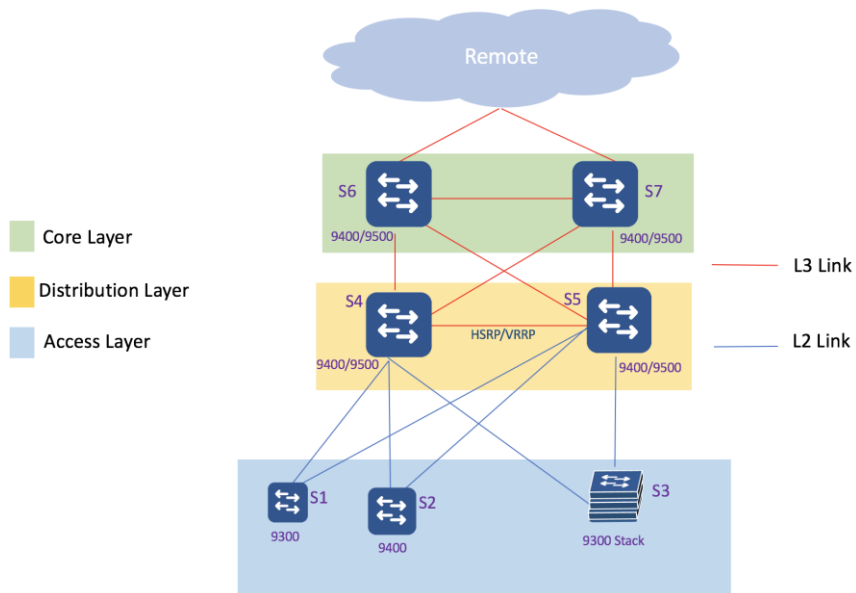 Remote
S6
S7
9400/9500
9400/9500
Core Layer
Distribution Layer
Access Layer
L3 Link
L2 Link
S4
S5
HSRP/VRRP
9400/9500
9400/9500
S1
S2
S3
9300
9400
9300 Stack